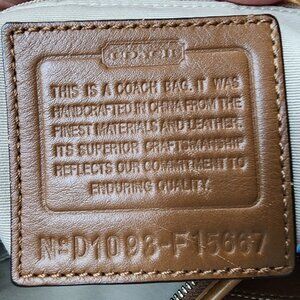 COACH
THIS IS A COACH BAG. IT WAS
HANDCRAFTED IN CHINA FROM THE
FINEST MATERIALS AND LEATHER.
ITS SUPERIOR CRAFTSMANSHIP
REFLECTS OUR COMMITMENT TO
ENDURING QUALITY.
NºD1093-F15667